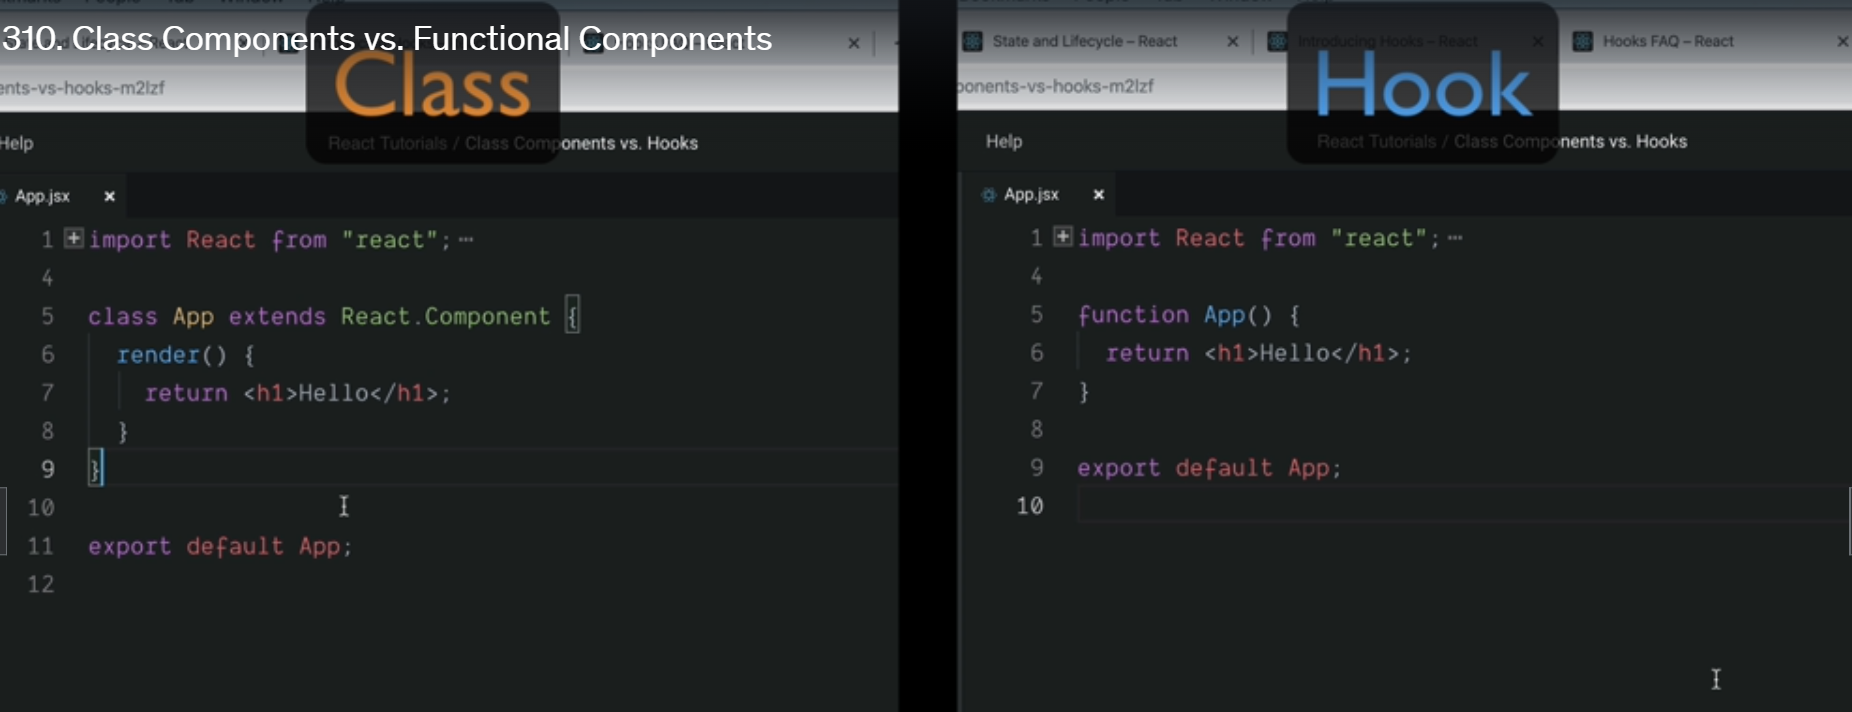 310. Class Components vs. Functional Components
Class
ents-vs-hooks-m2lzf
Help
React Tutorials / Class Components vs. Hooks
App.jsx
1 import React from "react";
4
5 class App extends React.Component {
6 render() {
7 return <h1>Hello</h1>;
8 }
9 }
10
11 export default App;
12
State and Lifecycle – React
Introducing Hooks – React
Hooks FAQ – React
Hook
ponents-vs-hooks-m2lzf
Help
React Tutorials / Class Components vs. Hooks
App.jsx
1 import React from "react";
4
5 function App() {
6 return <h1>Hello</h1>;
7 }
8
9 export default App;
10